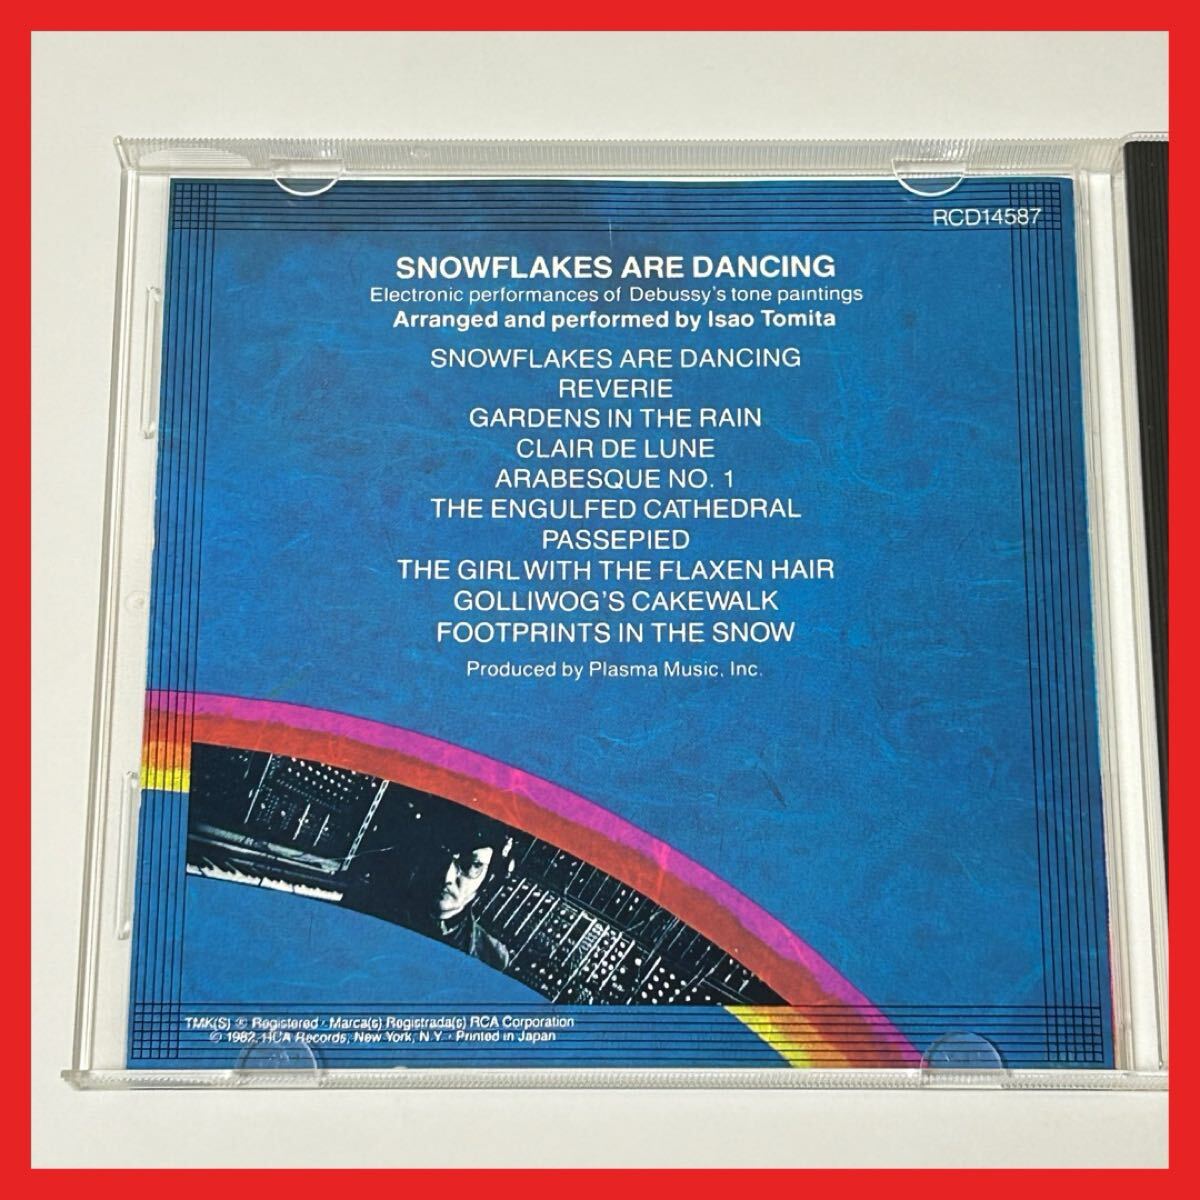 RCD14587
SNOWFLAKES ARE DANCING
Electronic performances of Debussy's tone paintings
Arranged and performed by Isao Tomita
SNOWFLAKES ARE DANCING
REVERIE
GARDENS IN THE RAIN
CLAIR DE LUNE
ARABESQUE NO. 1
THE ENGULFED CATHEDRAL
PASSEPIED
THE GIRL WITH THE FLAXEN HAIR
GOLLIWOG'S CAKEWALK
FOOTPRINTS IN THE SNOW
Produced by Plasma Music, Inc.
TMK(S) ® Registered · Marca(s) Registrada(s) RCA Corporation
© 1982, RCA Records, New York, N.Y. · Printed in Japan